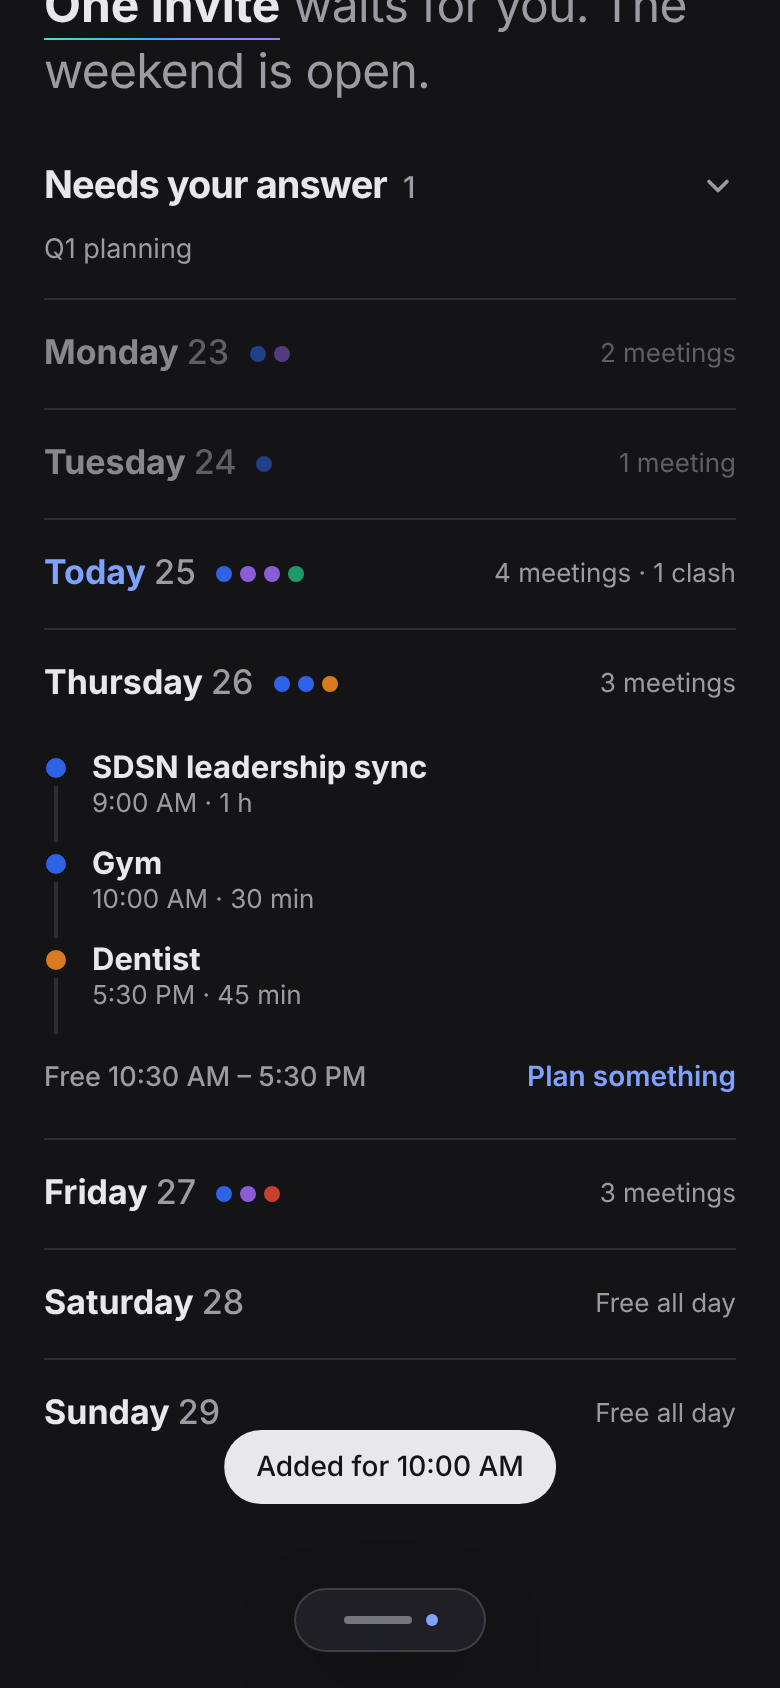 One invite waits for you. The
weekend is open.
Needs your answer 1
Q1 planning
Monday 23 2 meetings
Tuesday 24 1 meeting
Today 25 4 meetings · 1 clash
Thursday 26 3 meetings
SDSN leadership sync
9:00 AM · 1 h
Gym
10:00 AM · 30 min
Dentist
5:30 PM · 45 min
Free 10:30 AM – 5:30 PM Plan something
Friday 27 3 meetings
Saturday 28 Free all day
Sunday 29 Free all day
Added for 10:00 AM